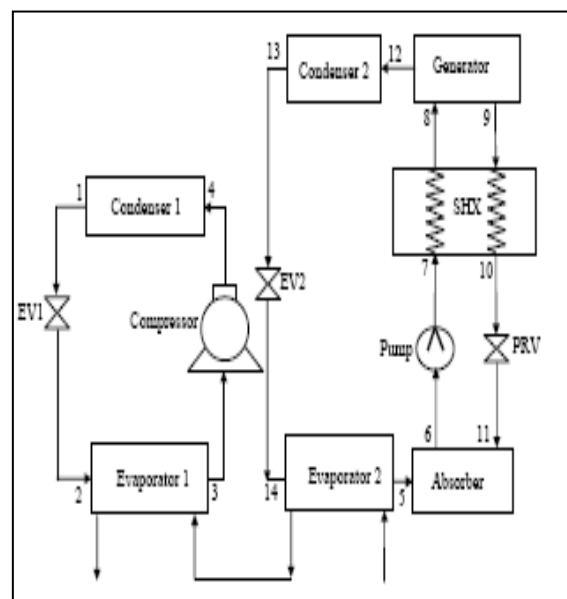 13
Condenser 2
12
Generator
8
9
1
Condenser 1
4
SHX
EV1
Compressor
EV2
7
10
Pump
PRV
6
11
2
Evaporator 1
3
14
Evaporator 2
5
Absorber